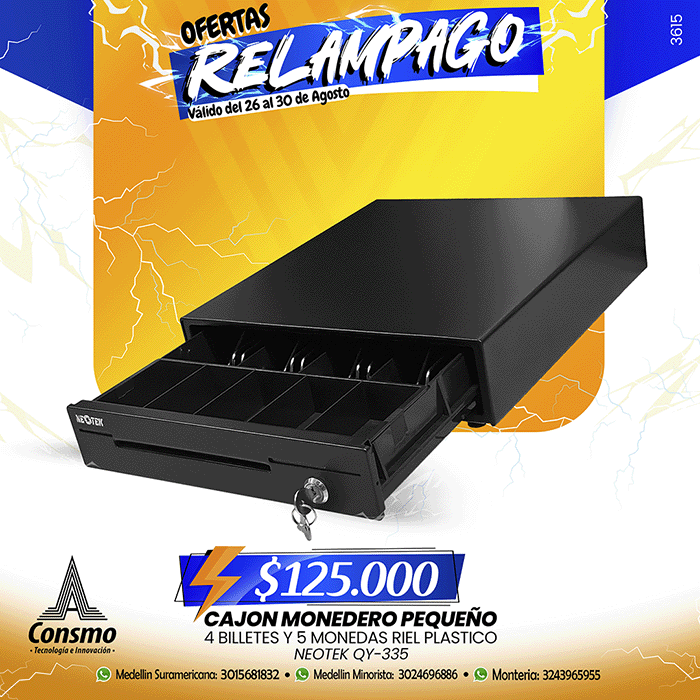 OFERTAS
RELAMPAGO
Válido del 26 al 30 de Agosto
3615
NEOTEK
$125.000
CAJON MONEDERO PEQUEÑO
4 BILLETES Y 5 MONEDAS RIEL PLASTICO
NEOTEK QY-335
Consmo
• Tecnología e Innovación •
Medellin Suramericana: 3015681832 • Medellin Minorista: 3024696886 • Monteria: 3243965955